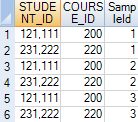 STUDE COURS Samp
NT_ID E_ID leId
1 121,111 200 1
2 231,222 220 1
3 121,111 200 2
4 231,222 220 2
5 121,111 200 3
6 231,222 220 3